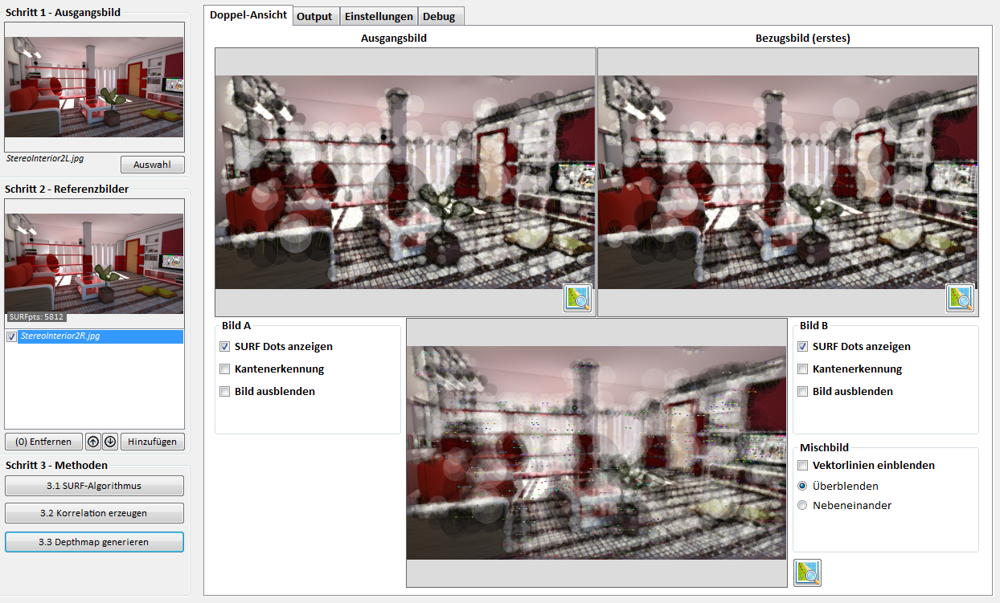 Schritt 1 - Ausgangsbild
StereoInterior2L.jpg
Auswahl
Schritt 2 - Referenzbilder
SURFpts: 5812
StereoInterior2R.jpg
(0) Entfernen
Hinzufügen
Schritt 3 - Methoden
3.1 SURF-Algorithmus
3.2 Korrelation erzeugen
3.3 Depthmap generieren
Doppel-Ansicht
Output
Einstellungen
Debug
Ausgangsbild
Bezugsbild (erstes)
Bild A
SURF Dots anzeigen
Kantenerkennung
Bild ausblenden
Bild B
SURF Dots anzeigen
Kantenerkennung
Bild ausblenden
Mischbild
Vektorlinien einblenden
Überblenden
Nebeneinander